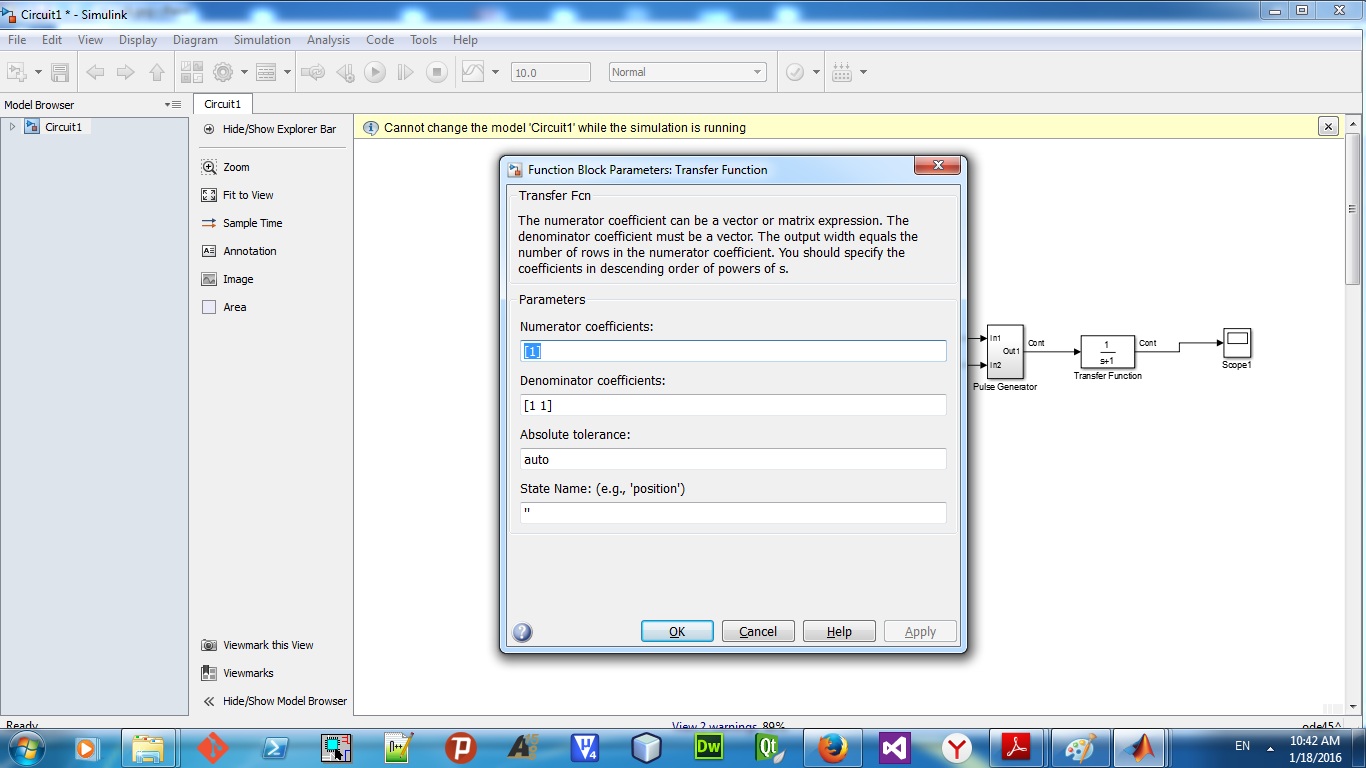 Circuit1 * - Simulink
File Edit View Display Diagram Simulation Analysis Code Tools Help
10.0 Normal
Model Browser
Circuit1
Circuit1
Hide/Show Explorer Bar
Zoom
Fit to View
Sample Time
Annotation
Image
Area
Viewmark this View
Viewmarks
Hide/Show Model Browser
Cannot change the model 'Circuit1' while the simulation is running
Function Block Parameters: Transfer Function
Transfer Fcn
The numerator coefficient can be a vector or matrix expression. The
denominator coefficient must be a vector. The output width equals the
number of rows in the numerator coefficient. You should specify the
coefficients in descending order of powers of s.
Parameters
Numerator coefficients:
[1]
Denominator coefficients:
[1 1]
Absolute tolerance:
auto
State Name: (e.g., 'position')
''
OK Cancel Help Apply
In1
Out1
In2
Pulse Generator
Cont
1
s+1
Transfer Function
Cont
Scope1
Ready View 2 warnings 89% ode45
N++ Dw Qt
EN
10:42 AM
1/18/2016